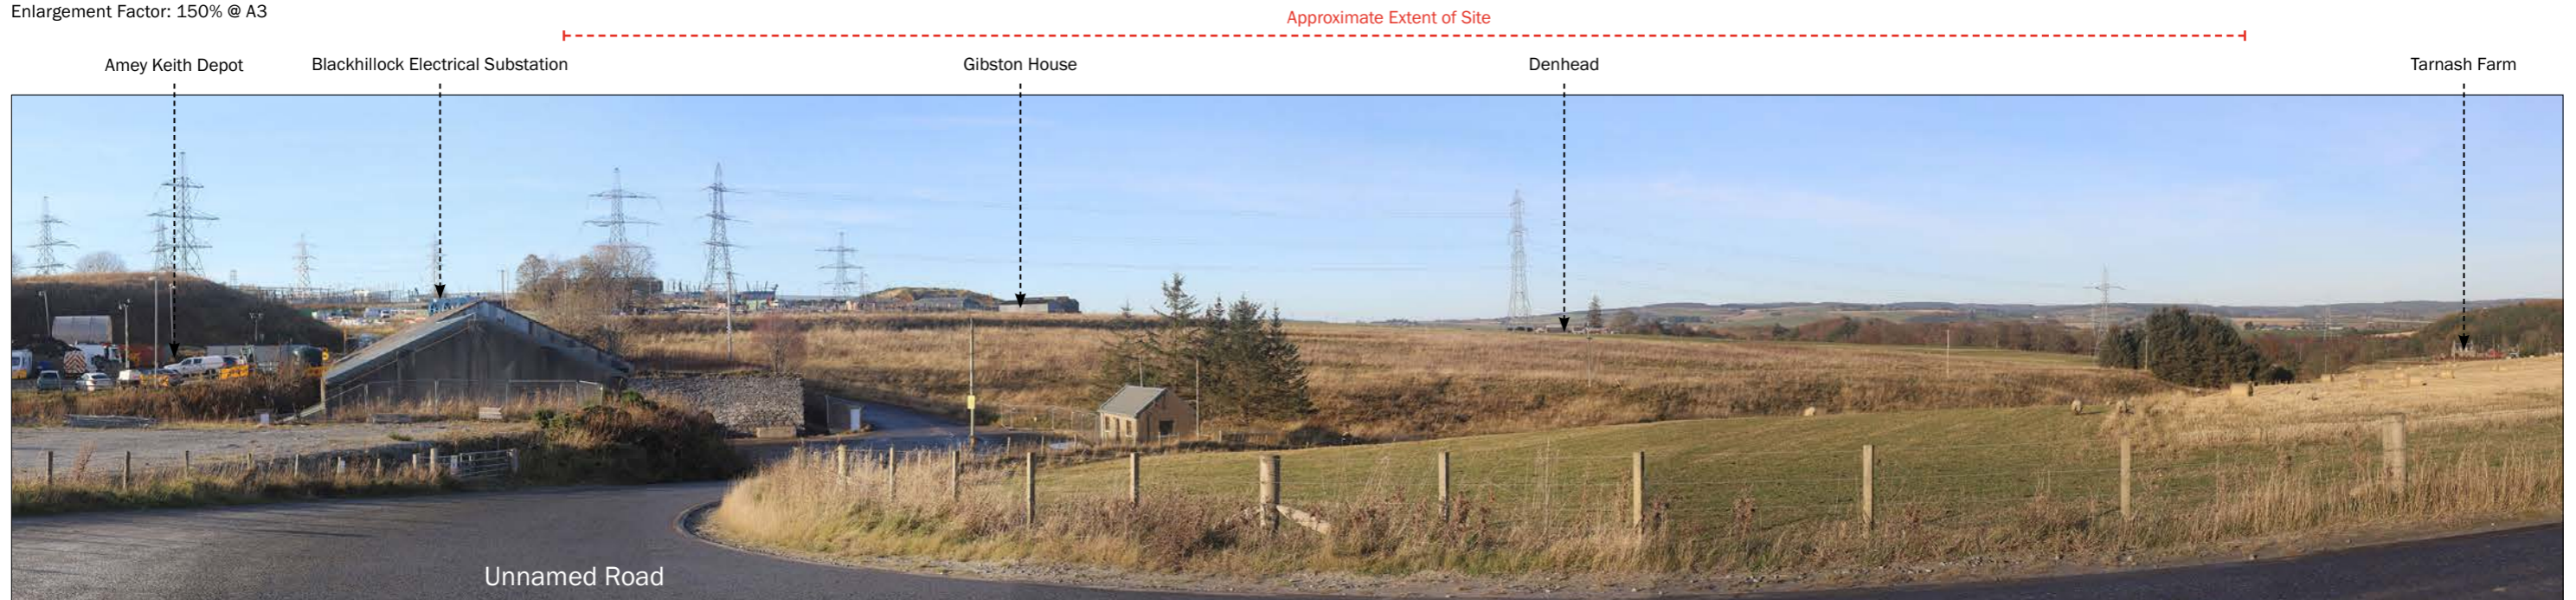 Enlargement Factor: 150% @ A3
Approximate Extent of Site
Amey Keith Depot
Blackhillock Electrical Substation
Gibston House
Denhead
Tarnash Farm
Unnamed Road